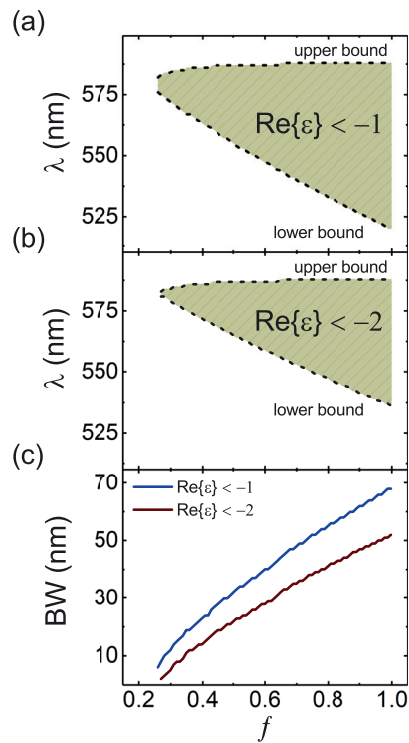 (a)
upper bound
575
Re{ε} < −1
λ (nm)
550
525
lower bound
(b)
upper bound
575
Re{ε} < −2
λ (nm)
550
lower bound
525
(c)
70
Re{ε} < −1
Re{ε} < −2
50
BW (nm)
30
10
0.2 0.4 0.6 0.8 1.0
f